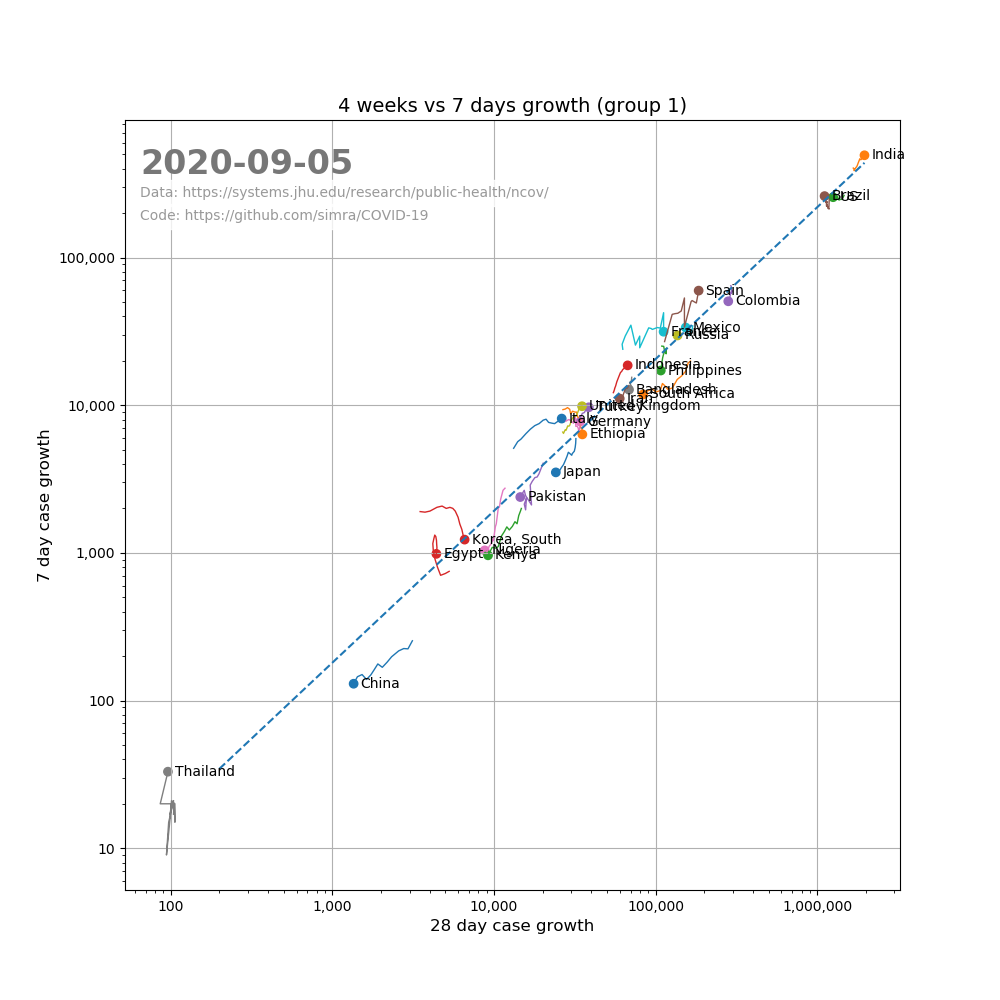 4 weeks vs 7 days growth (group 1)
2020-09-05
Data: https://systems.jhu.edu/research/public-health/ncov/
Code: https://github.com/simra/COVID-19
India
Brazil
US
100,000
Spain
Colombia
Mexico
France
Russia
Indonesia
Philippines
Bangladesh
South Africa
Iran
10,000
United Kingdom
Turkey
Italy
Germany
Ethiopia
Japan
Pakistan
Korea, South
Nigeria
1,000
Egypt
Kenya
100
China
Thailand
10
7 day case growth
100
1,000
10,000
100,000
1,000,000
28 day case growth